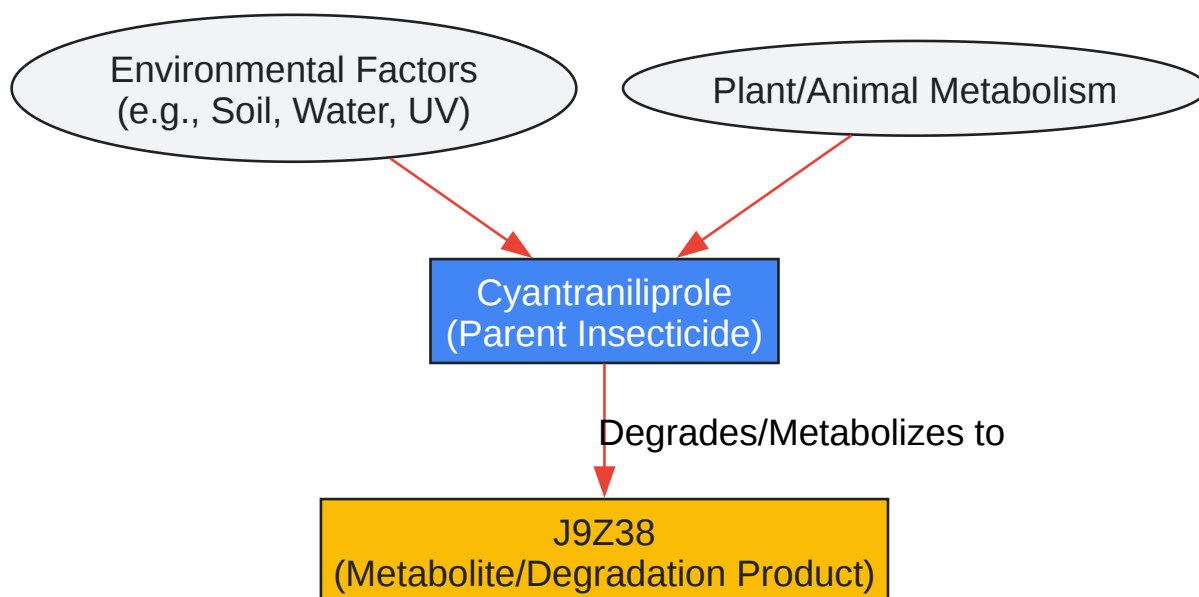 Environmental Factors
(e.g., Soil, Water, UV)
Plant/Animal Metabolism
Cyantraniliprole
(Parent Insecticide)
Degrades/Metabolizes to
J9Z38
(Metabolite/Degradation Product)